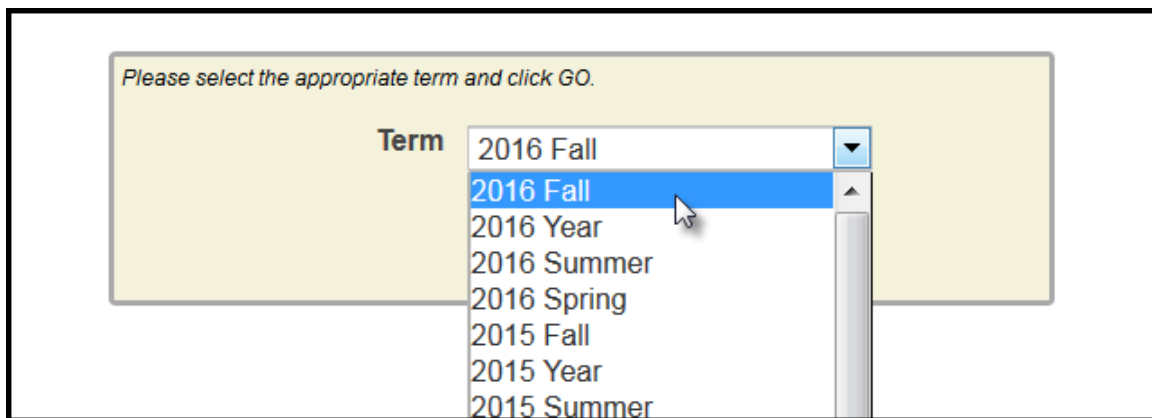 Please select the appropriate term and click GO.
Term 2016 Fall
2016 Fall
2016 Year
2016 Summer
2016 Spring
2015 Fall
2015 Year
2015 Summer